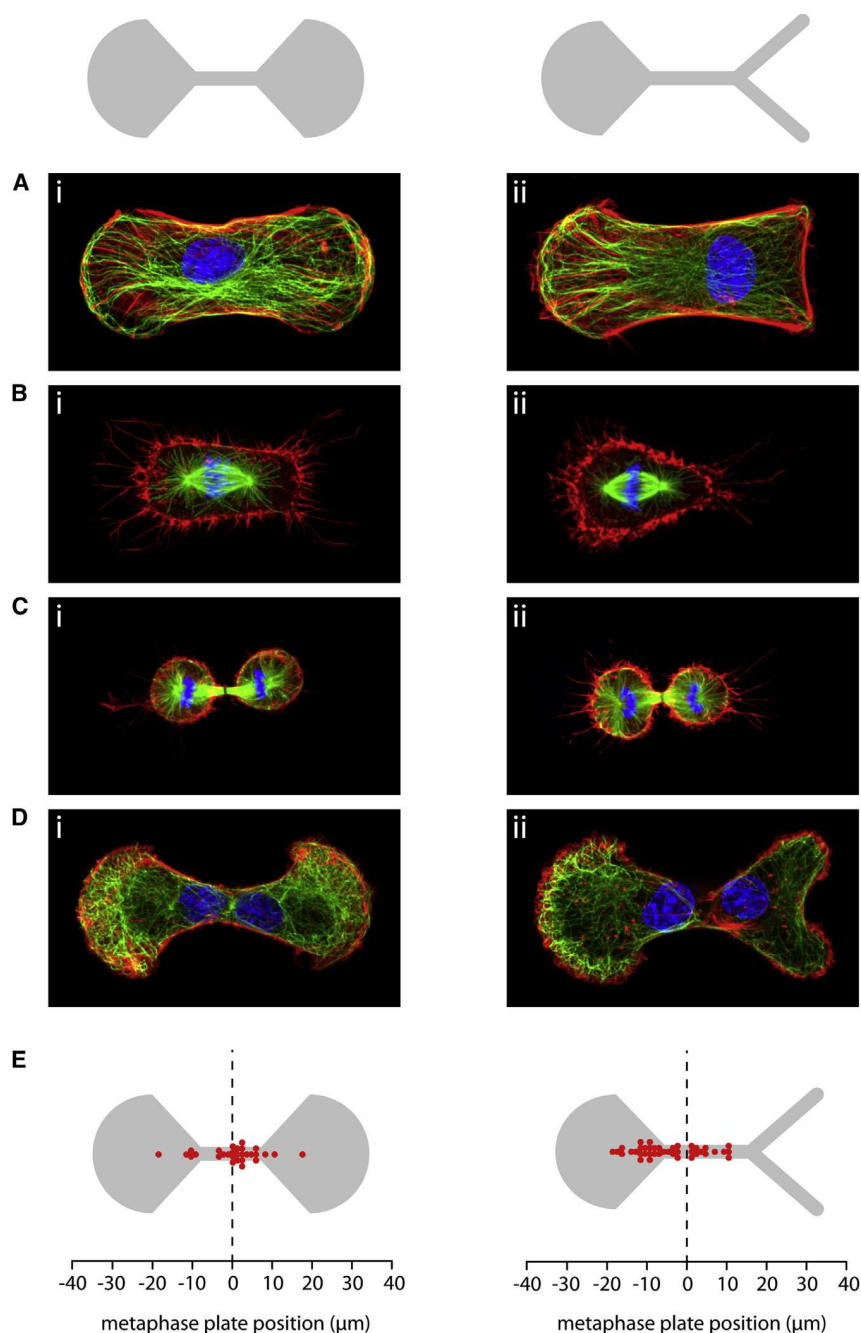 A i ii
B i ii
C i ii
D i ii
E
-40 -30 -20 -10 0 10 20 30 40 -40 -30 -20 -10 0 10 20 30 40
metaphase plate position (μm) metaphase plate position (μm)